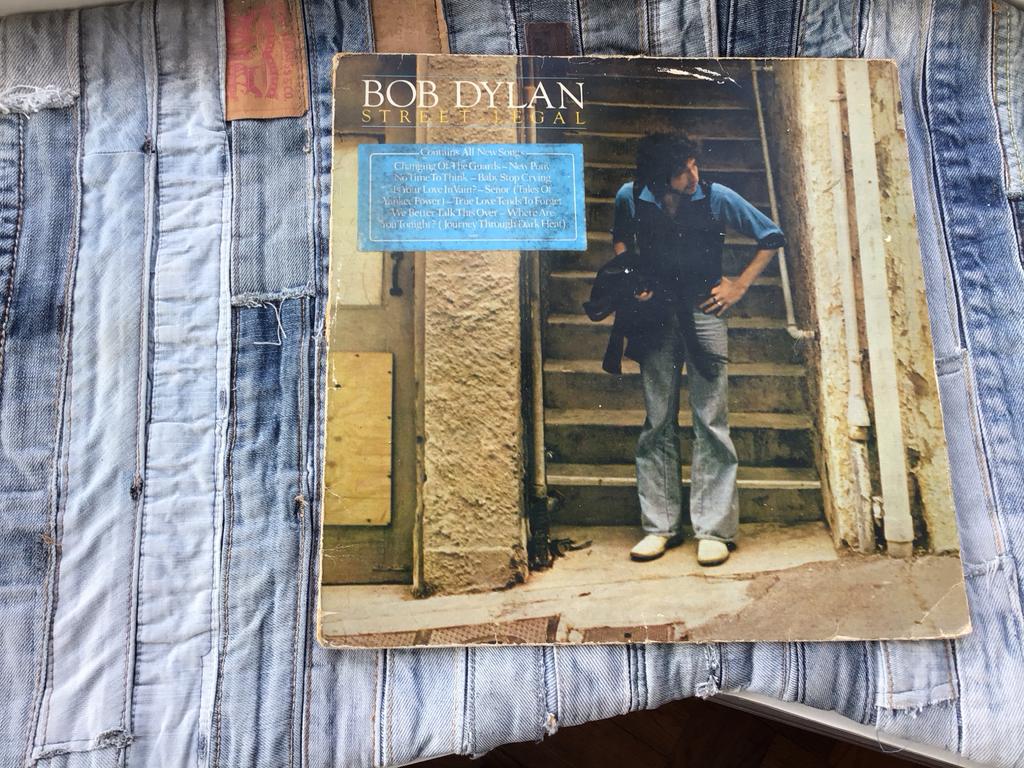 BOB DYLAN
STREET-LEGAL
Contains All New Songs
Changing Of The Guards – New Pony
No Time To Think – Baby Stop Crying
Is Your Love In Vain? – Señor (Tales Of
Yankee Power) – True Love Tends To Forget
We Better Talk This Over – Where Are
You Tonight? (Journey Through Dark Heat)